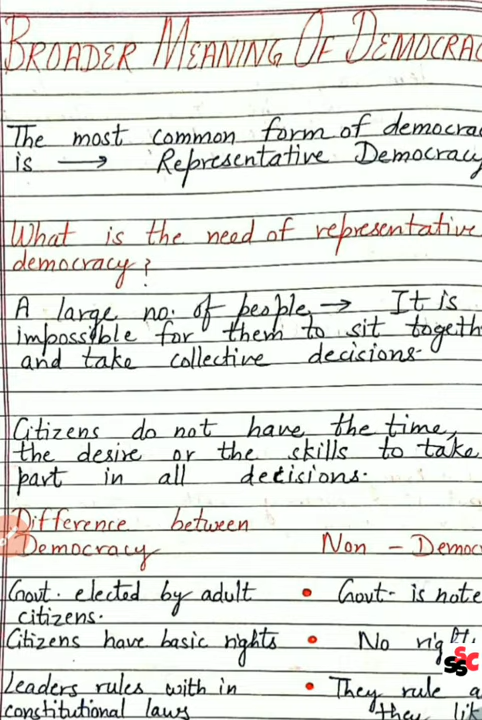 BROADER MEANING OF DEMOCRAC
The most common form of democra
is → Representative Democracy
What is the need of representative
democracy?
A large no. of people → It is
impossible for them to sit togeth
and take collective decisions.
Citizens do not have the time,
the desire or the skills to take
part in all decisions.
Difference between
Democracy Non - Democ
Govt. elected by adult • Govt. is not e
citizens.
Citizens have basic rights • No rig
Leaders rules with in • They rule a
constitutional laws they lik